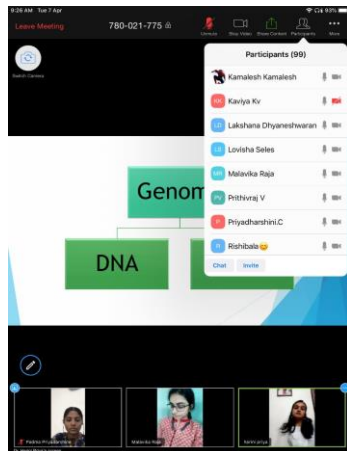 9:26 AM Tue 7 Apr
93%
Leave Meeting
780-021-775
Unmute
Stop Video
Share Content
Participants
More
Switch Camera
Participants (99)
Kamalesh Kamalesh
KK Kaviya Kv
LD Lakshana Dhyaneshwaran
LS Lovisha Seles
MR Malavika Raja
PV Prithivraj V
P Priyadharshini.C
R Rishibala
Chat Invite
Genom
DNA
Padma Priyadarshini
Malavika Raja